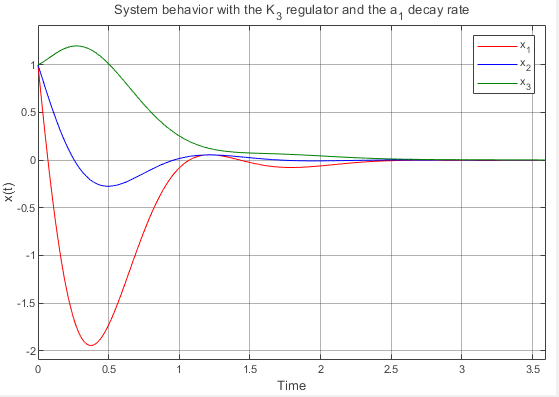 System behavior with the K₃ regulator and the a₁ decay rate
x₁
x₂
x₃
1
0.5
0
-0.5
-1
-1.5
-2
x(t)
0
0.5
1
1.5
2
2.5
3
3.5
Time